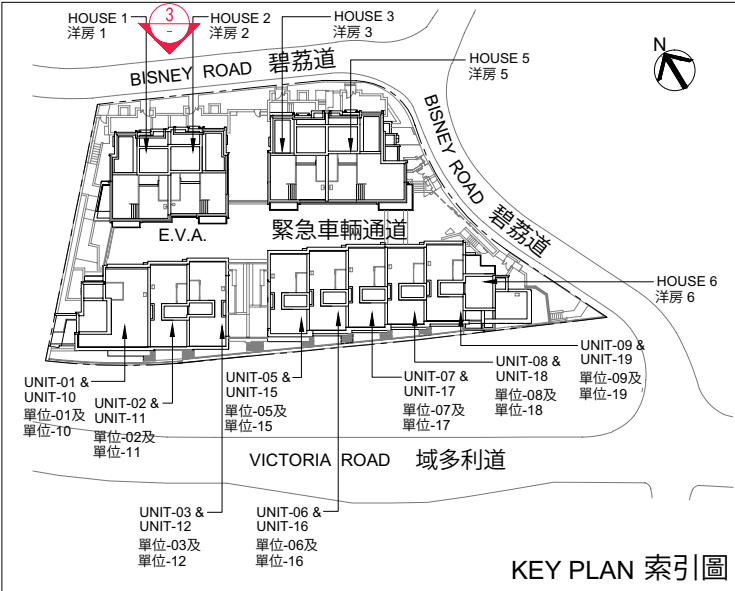 HOUSE 1
洋房 1
3
-
HOUSE 2
洋房 2
HOUSE 3
洋房 3
HOUSE 5
洋房 5
N
BISNEY ROAD 碧荔道
BISNEY ROAD 碧荔道
E.V.A. 緊急車輛通道
HOUSE 6
洋房 6
UNIT-01 &
UNIT-10
單位-01及
單位-10
UNIT-02 &
UNIT-11
單位-02及
單位-11
UNIT-05 &
UNIT-15
單位-05及
單位-15
UNIT-07 &
UNIT-17
單位-07及
單位-17
UNIT-08 &
UNIT-18
單位-08及
單位-18
UNIT-09 &
UNIT-19
單位-09及
單位-19
VICTORIA ROAD 域多利道
UNIT-03 &
UNIT-12
單位-03及
單位-12
UNIT-06 &
UNIT-16
單位-06及
單位-16
KEY PLAN 索引圖